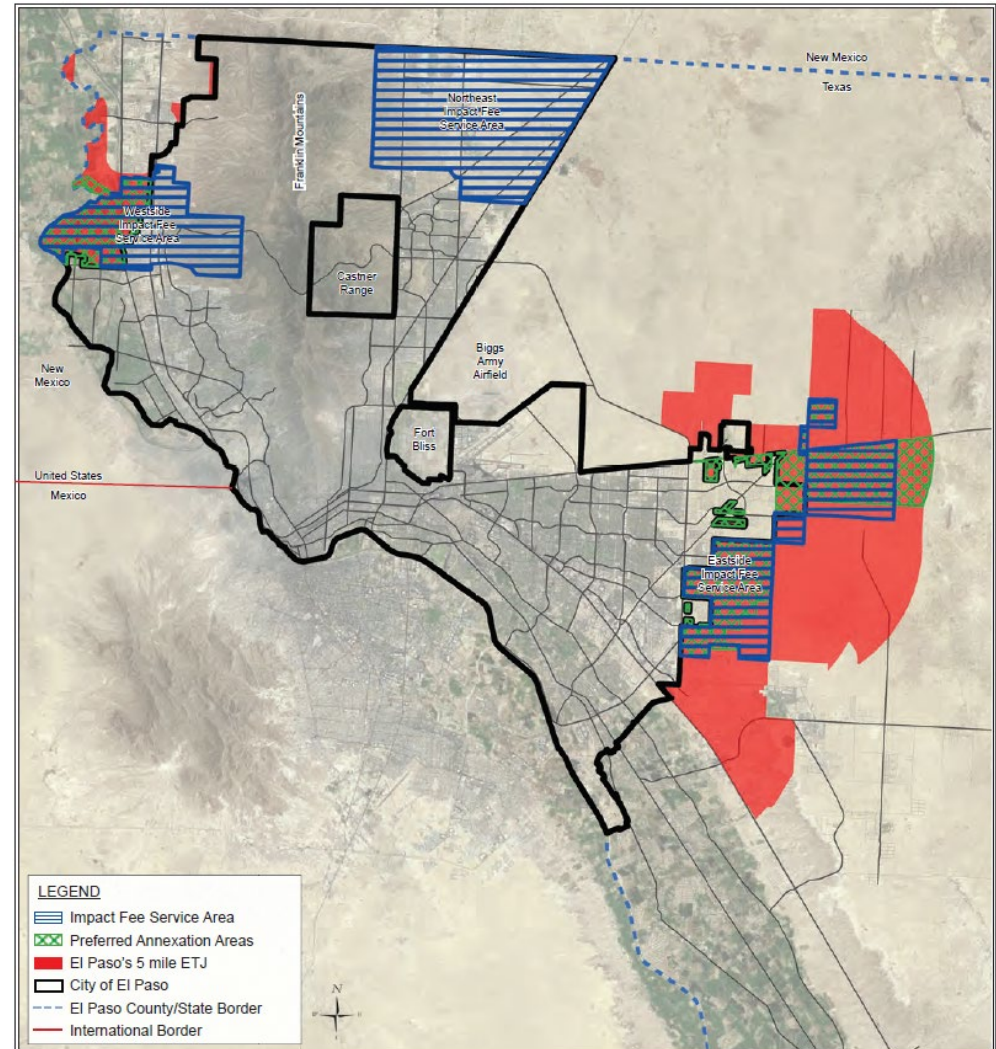 New Mexico
Texas
Northeast
Impact Fee
Service Area
Franklin Mountains
Westside
Impact Fee
Service Area
Castner
Range
New
Mexico
Biggs
Army
Airfield
Fort
Bliss
United States
Mexico
Eastside
Impact Fee
Service Area
LEGEND
Impact Fee Service Area
Preferred Annexation Areas
El Paso's 5 mile ETJ
City of El Paso
El Paso County/State Border
International Border
N